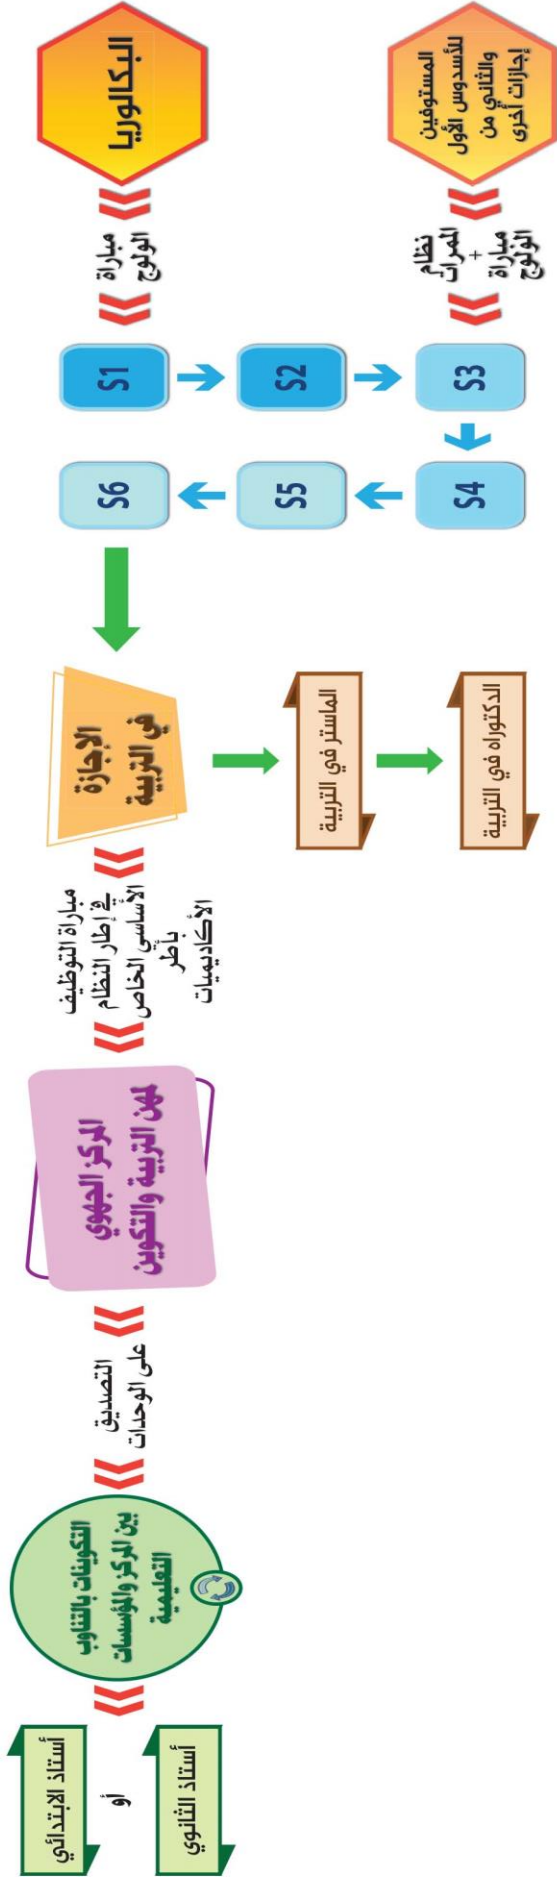 البكالوريا
مباراة
الولوج
S1
S2
S3
المستوفين
للأسدوس الأول
والثاني من
إجازات أخرى
نظام
الممرات
+
مباراة
الولوج
S4
S5
S6
الإجازة
في التربية
الماستر في التربية
الدكتوراه في التربية
مباراة التوظيف
في إطار النظام
الأساسي الخاص
بأطر
الأكاديميات
المركز الجهوي
لمهن التربية والتكوين
التصديق
على الوحدات
التكوينات بالتناوب
بين المركز والمؤسسات
التعليمية
أستاذ الابتدائي
أو
أستاذ الثانوي